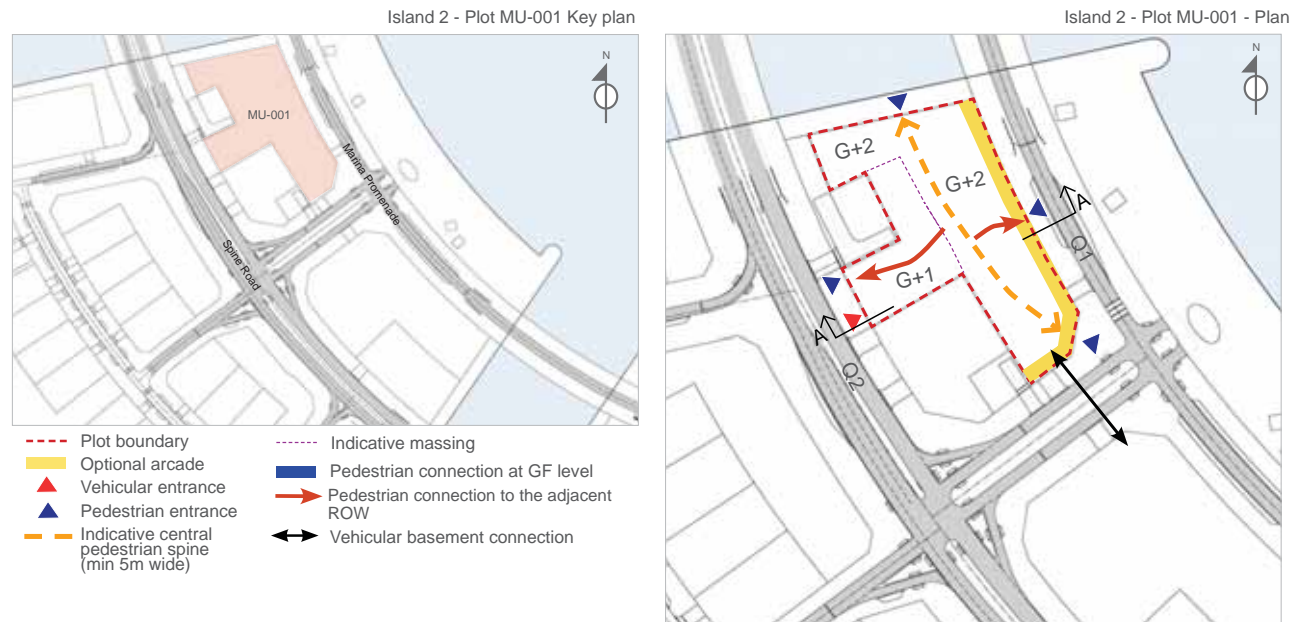 Island 2 - Plot MU-001 Key plan
N
MU-001
Marina Promenade
Spine Road
Plot boundary
Optional arcade
Vehicular entrance
Pedestrian entrance
Indicative central
pedestrian spine
(min 5m wide)
Indicative massing
Pedestrian connection at GF level
Pedestrian connection to the adjacent
ROW
Vehicular basement connection
Island 2 - Plot MU-001 - Plan
N
G+2
G+2
A
Q1
G+1
A
Q2